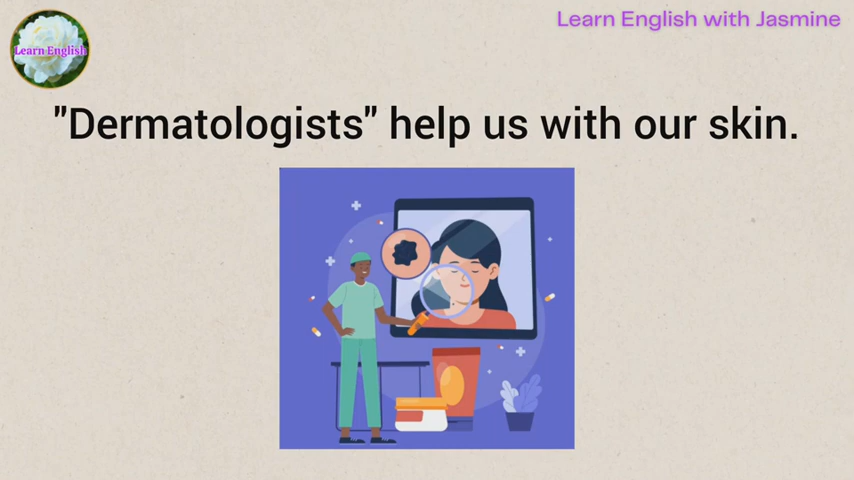 Learn English with Jasmine
Learn English
"Dermatologists" help us with our skin.